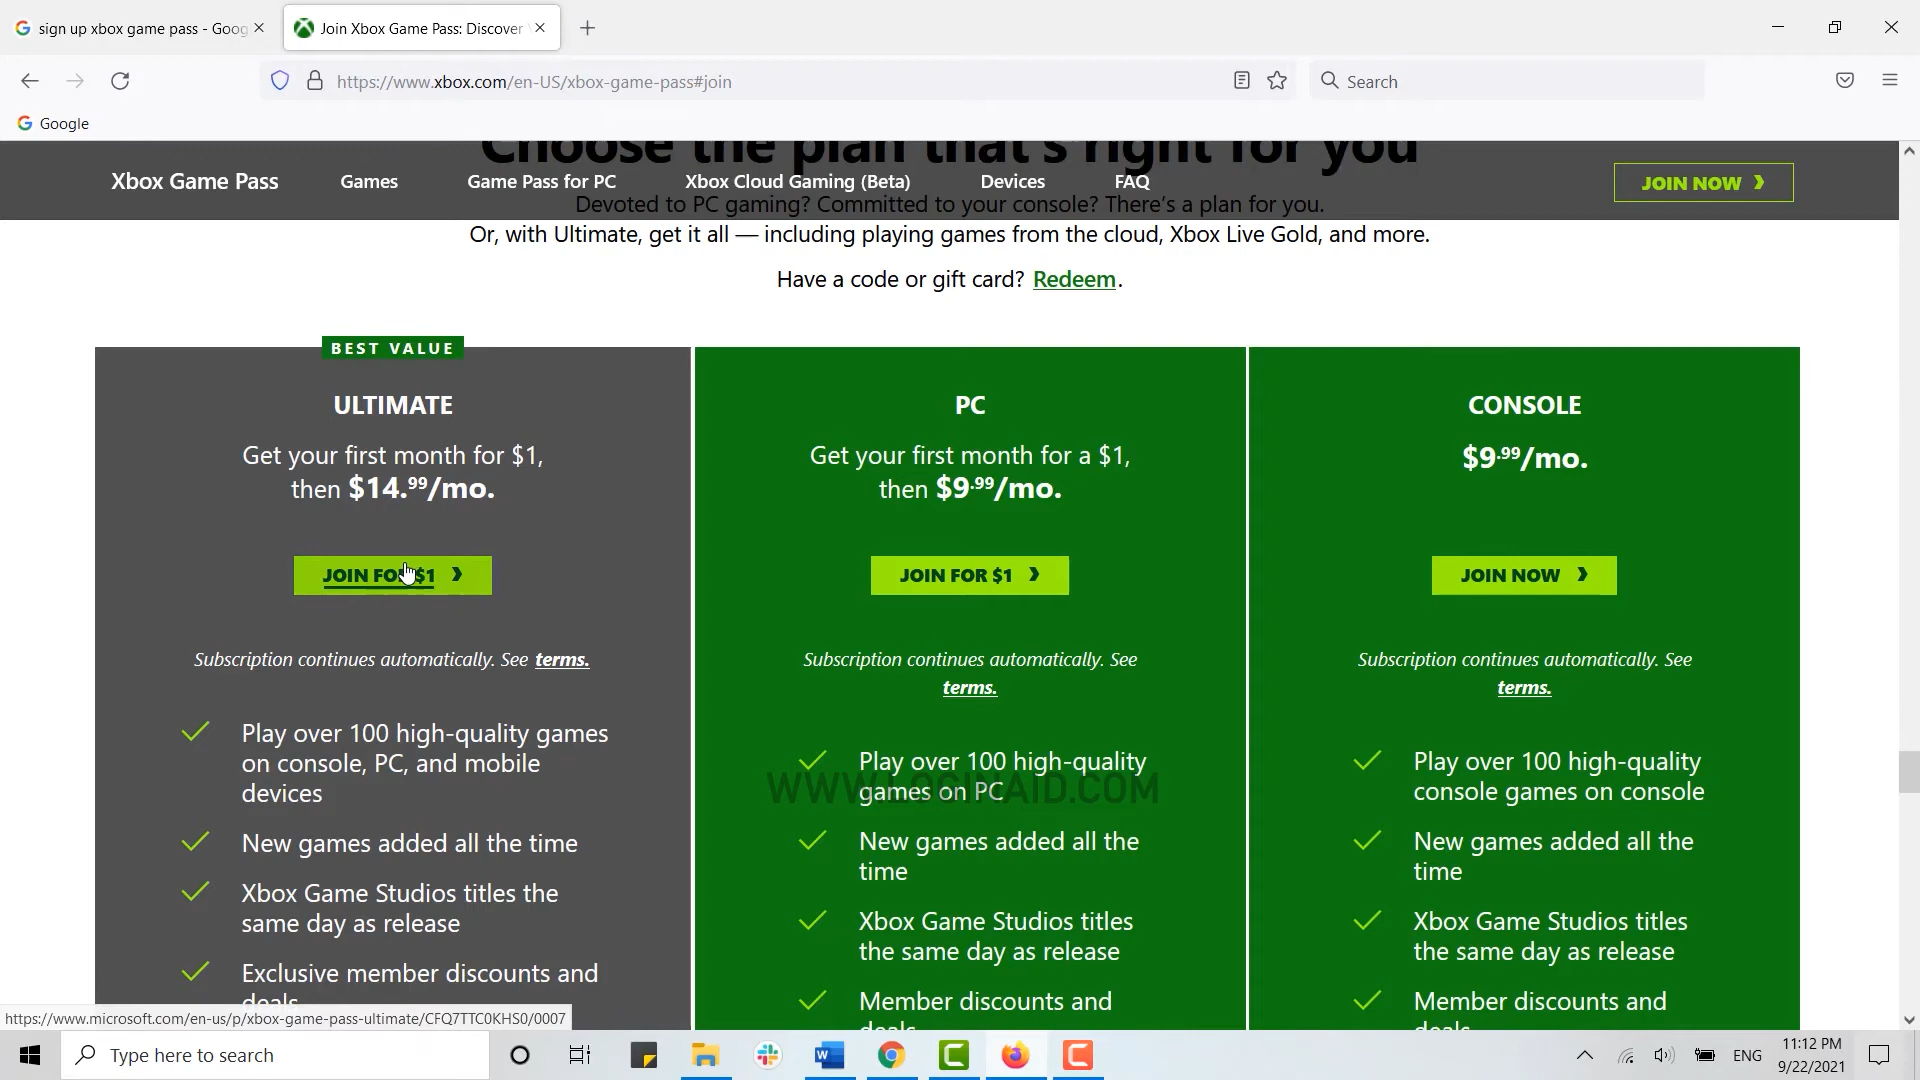 sign up xbox game pass - Goog
Join Xbox Game Pass: Discover
https://www.xbox.com/en-US/xbox-game-pass#join
Search
Google
Choose the plan that's right for you
Xbox Game Pass
Games
Game Pass for PC
Xbox Cloud Gaming (Beta)
Devices
FAQ
JOIN NOW
Devoted to PC gaming? Committed to your console? There's a plan for you.
Or, with Ultimate, get it all — including playing games from the cloud, Xbox Live Gold, and more.
Have a code or gift card? Redeem.
BEST VALUE
ULTIMATE
Get your first month for $1,
then $14.99/mo.
JOIN FOR $1
Subscription continues automatically. See terms.
Play over 100 high-quality games
on console, PC, and mobile
devices
New games added all the time
Xbox Game Studios titles the
same day as release
Exclusive member discounts and
deals
PC
Get your first month for a $1,
then $9.99/mo.
JOIN FOR $1
Subscription continues automatically. See
terms.
Play over 100 high-quality
games on PC
New games added all the
time
Xbox Game Studios titles
the same day as release
Member discounts and
deals
CONSOLE
$9.99/mo.
JOIN NOW
Subscription continues automatically. See
terms.
Play over 100 high-quality
console games on console
New games added all the
time
Xbox Game Studios titles
the same day as release
Member discounts and
deals
WWW.LOGINAID.COM
https://www.microsoft.com/en-us/p/xbox-game-pass-ultimate/CFQ7TTC0KHS0/0007
Type here to search
ENG
11:12 PM
9/22/2021